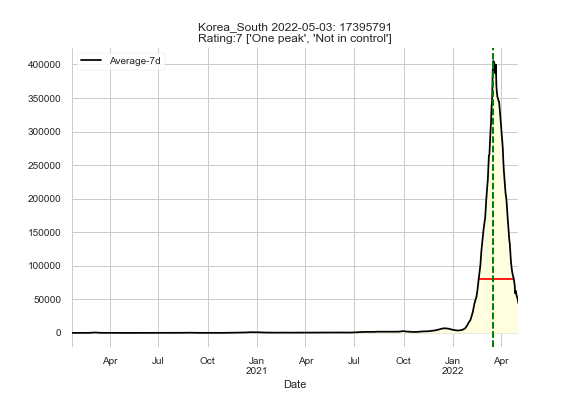 Korea_South 2022-05-03: 17395791
Rating:7 ['One peak', 'Not in control']
Average-7d
400000
350000
300000
250000
200000
150000
100000
50000
0
Apr Jul Oct Jan Apr Jul Oct Jan Apr
2021 2022
Date